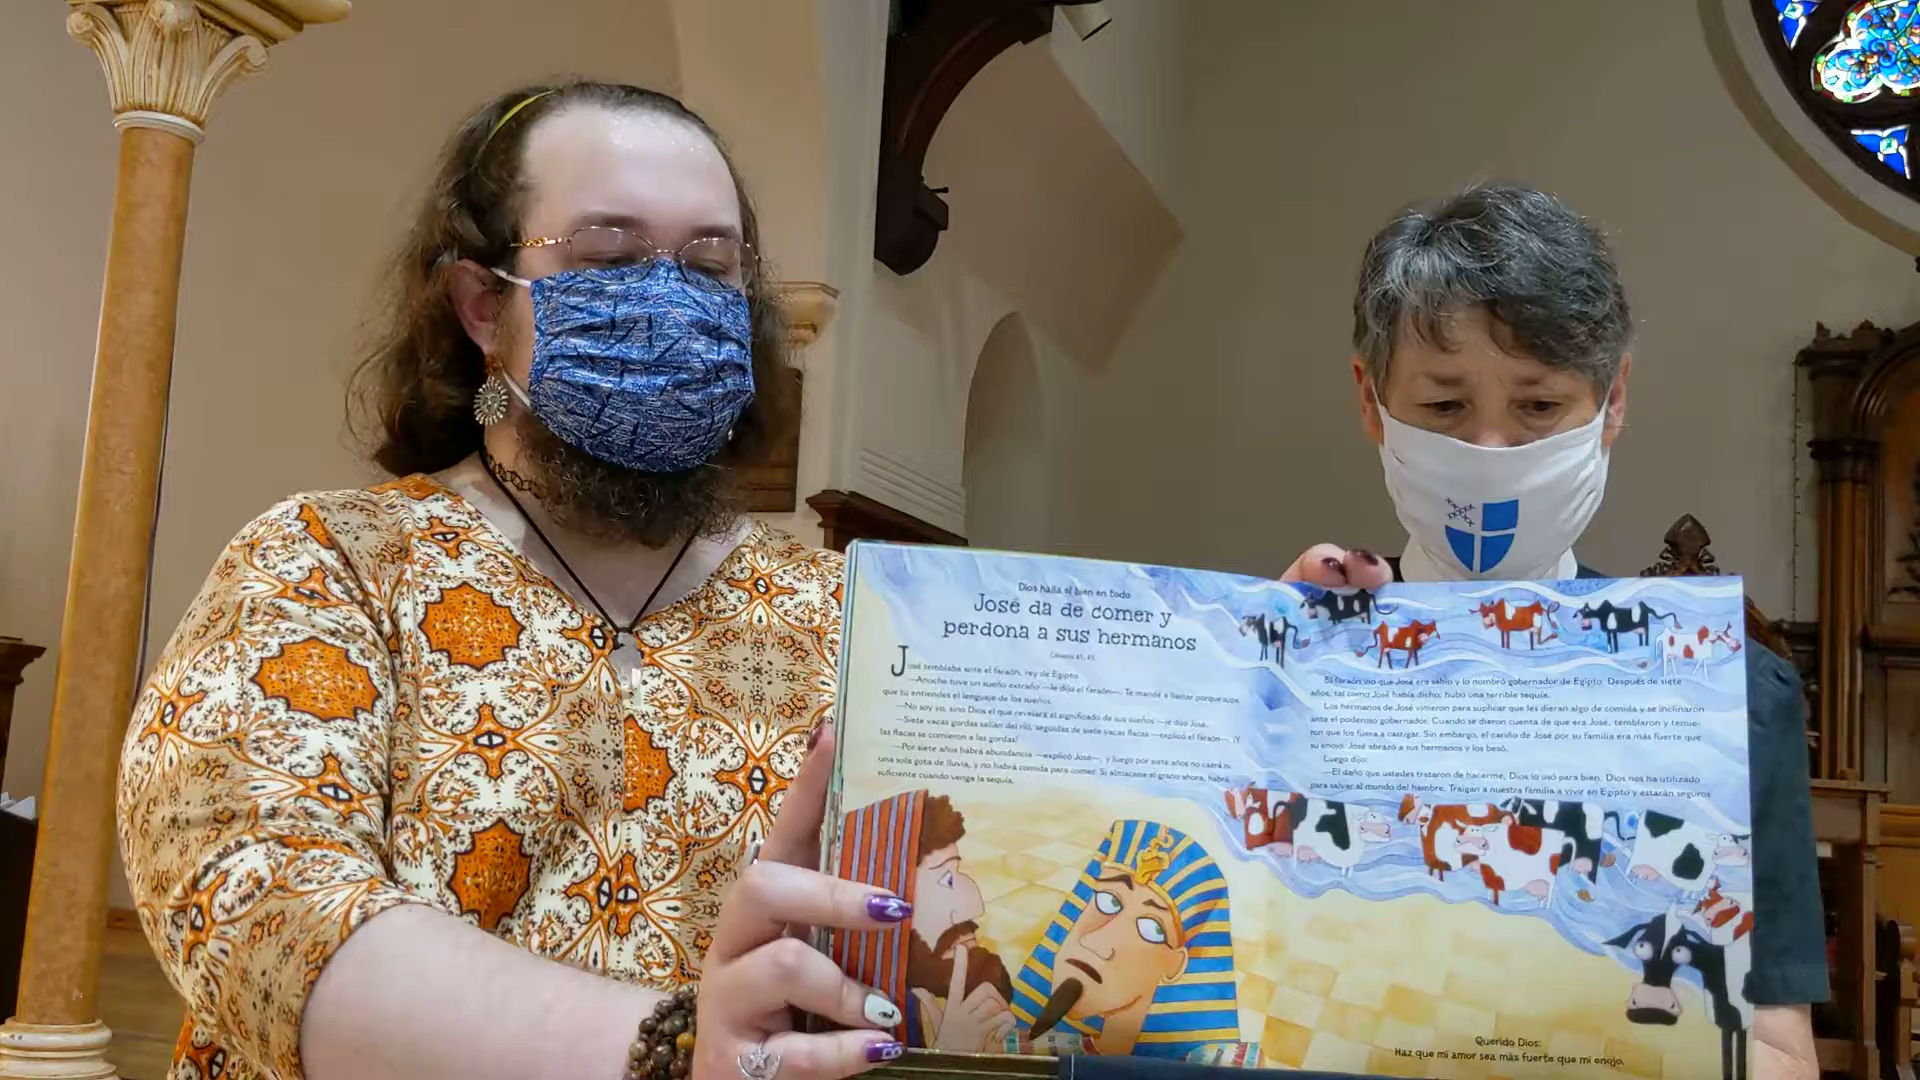 Dios halla el bien en todo
José da de comer y
perdona a sus hermanos
Génesis 41, 45
José temblaba ante el faraón, rey de Egipto.
—Anoche tuve un sueño extraño —le dijo el faraón—. Te mandé a llamar porque supe
que tú entiendes el lenguaje de los sueños.
—No soy yo, sino Dios el que revelará el significado de sus sueños —le dijo José.
—Siete vacas gordas salían del río, seguidas de siete vacas flacas —explicó el faraón—. ¡Y
las flacas se comieron a las gordas!
—Por siete años habrá abundancia —explicó José—, y luego por siete años no caerá ni
una sola gota de lluvia, y no habrá comida para comer. Si almacena el grano ahora, habrá
suficiente cuando venga la sequía.
El faraón vio que José era sabio y lo nombró gobernador de Egipto. Después de siete
años, tal como José había dicho, hubo una terrible sequía.
Los hermanos de José vinieron para suplicar que les dieran algo de comida y se inclinaron
ante el poderoso gobernador. Cuando se dieron cuenta de que era José, temblaron y temie-
ron que los fuera a castigar. Sin embargo, el cariño de José por su familia era más fuerte que
su enojo. José abrazó a sus hermanos y los besó.
Luego dijo:
—El daño que ustedes trataron de hacerme, Dios lo usó para bien. Dios nos ha utilizado
para salvar al mundo del hambre. Traigan a nuestra familia a vivir en Egipto y estarán seguros
Querido Dios:
Haz que mi amor sea más fuerte que mi enojo.